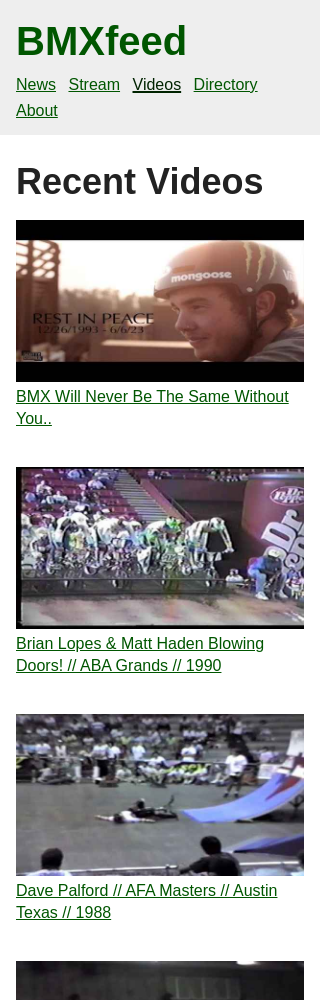 BMXfeed
News Stream Videos Directory
About
Recent Videos
mongoose
REST IN PEACE
12/26/1993 - 6/6/23
BMX Will Never Be The Same Without
You..
Brian Lopes & Matt Haden Blowing
Doors! // ABA Grands // 1990
Dave Palford // AFA Masters // Austin
Texas // 1988